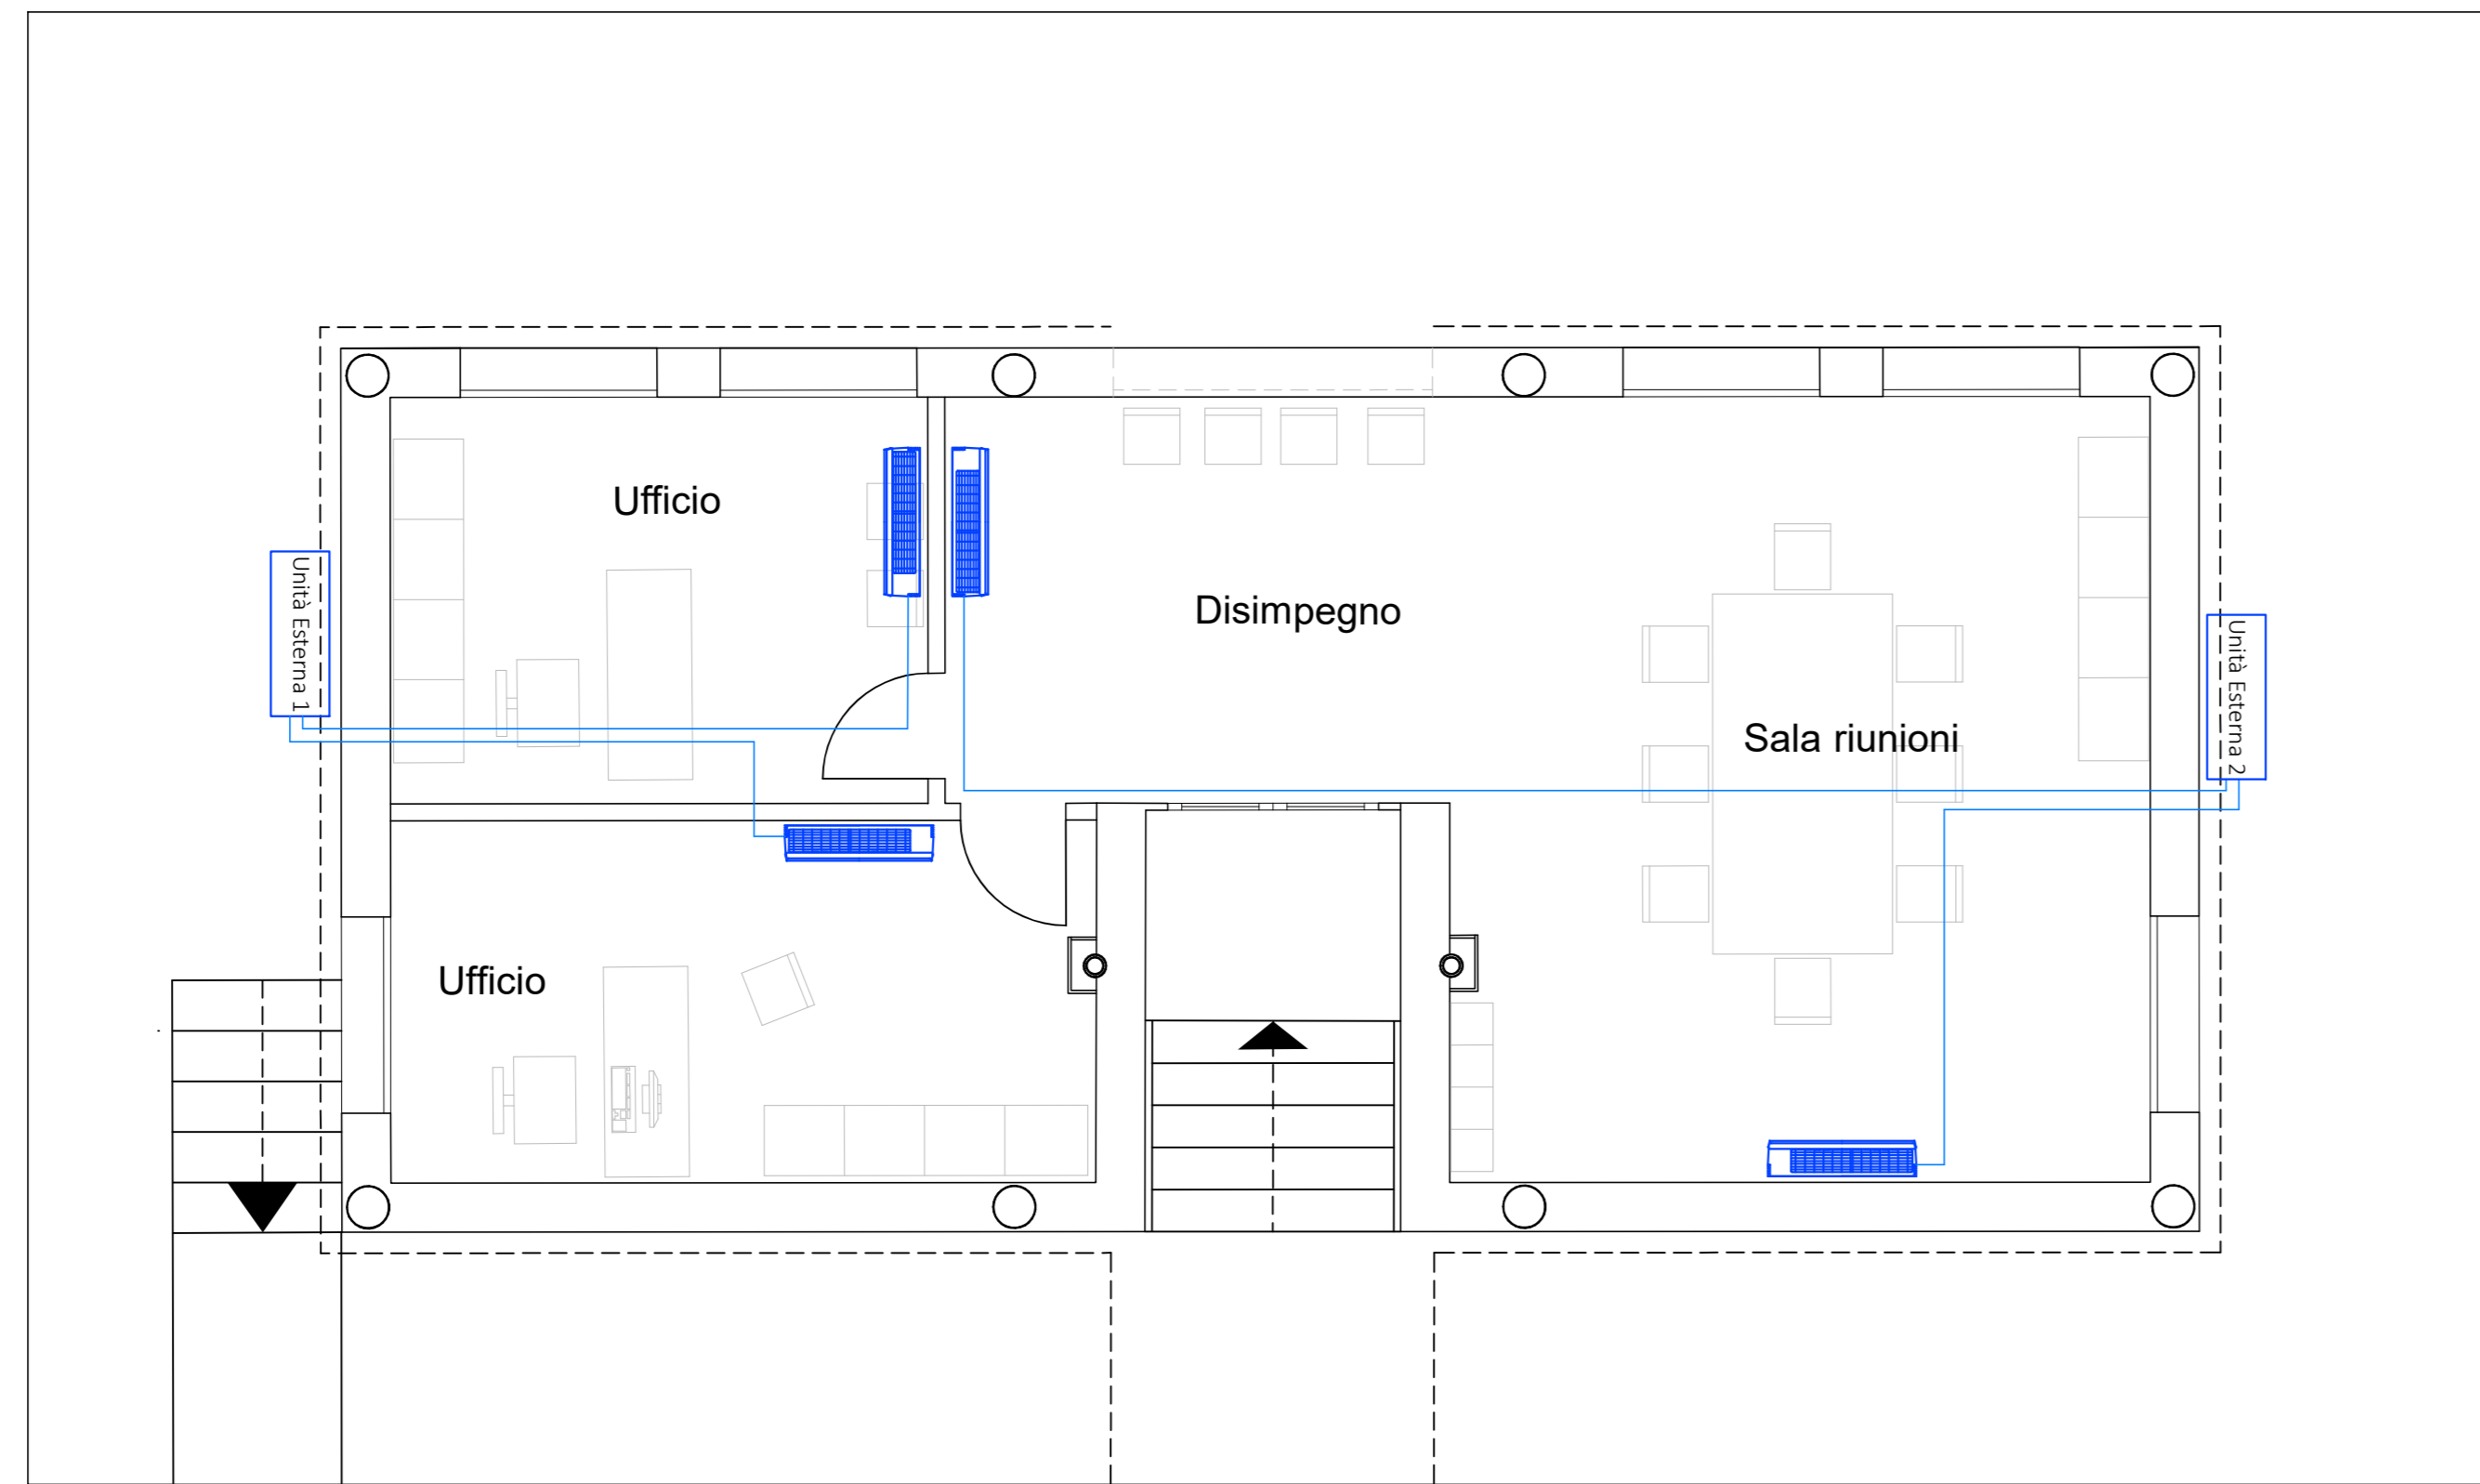 Ufficio
Disimpegno
Unità Esterna 1
Unità Esterna 2
Sala riunioni
Ufficio